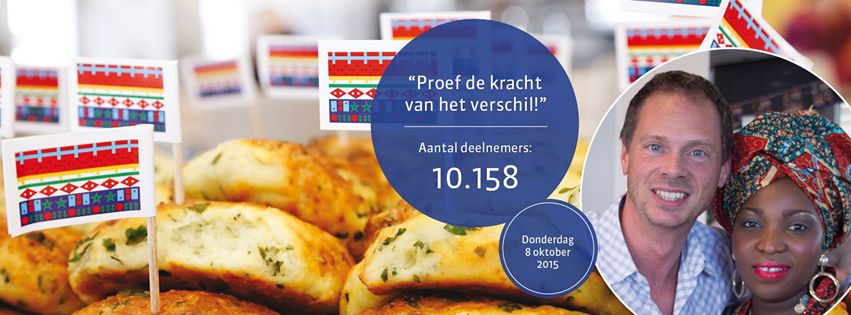 “Proef de kracht
van het verschil!”
Aantal deelnemers:
10.158
Donderdag
8 oktober
2015